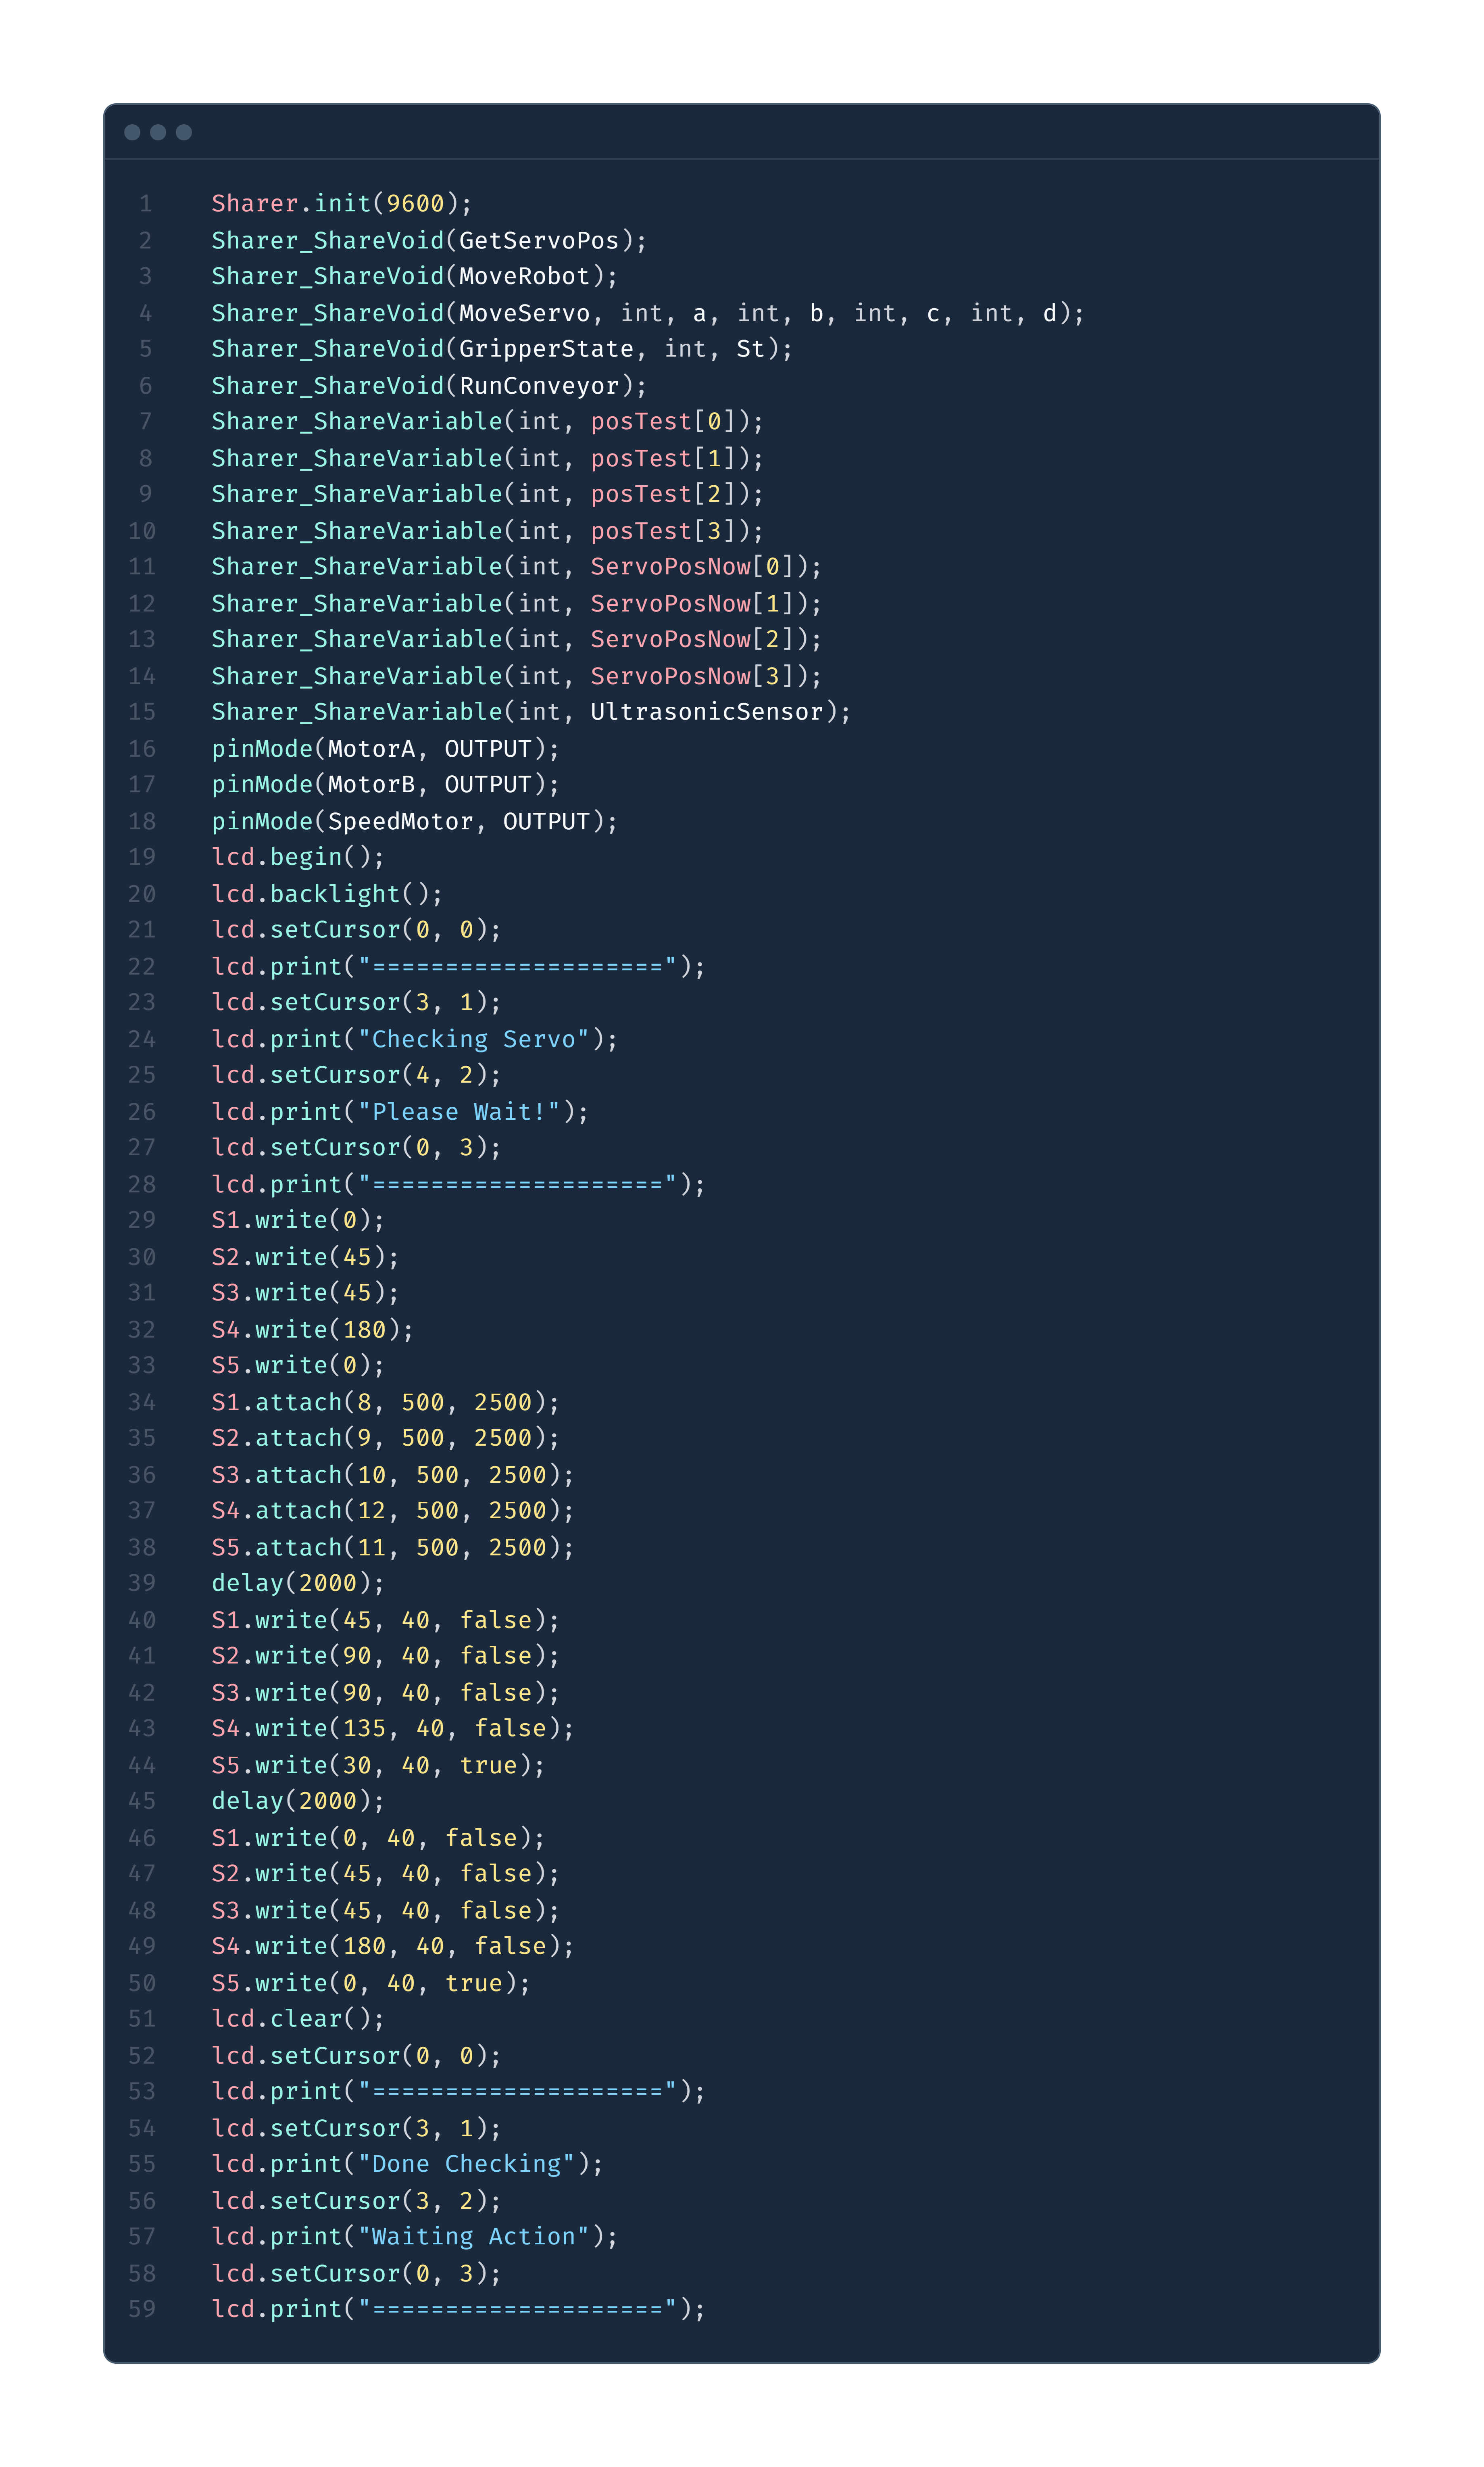 1 Sharer.init(9600);
2 Sharer_ShareVoid(GetServoPos);
3 Sharer_ShareVoid(MoveRobot);
4 Sharer_ShareVoid(MoveServo, int, a, int, b, int, c, int, d);
5 Sharer_ShareVoid(GripperState, int, St);
6 Sharer_ShareVoid(RunConveyor);
7 Sharer_ShareVariable(int, posTest[0]);
8 Sharer_ShareVariable(int, posTest[1]);
9 Sharer_ShareVariable(int, posTest[2]);
10 Sharer_ShareVariable(int, posTest[3]);
11 Sharer_ShareVariable(int, ServoPosNow[0]);
12 Sharer_ShareVariable(int, ServoPosNow[1]);
13 Sharer_ShareVariable(int, ServoPosNow[2]);
14 Sharer_ShareVariable(int, ServoPosNow[3]);
15 Sharer_ShareVariable(int, UltrasonicSensor);
16 pinMode(MotorA, OUTPUT);
17 pinMode(MotorB, OUTPUT);
18 pinMode(SpeedMotor, OUTPUT);
19 lcd.begin();
20 lcd.backlight();
21 lcd.setCursor(0, 0);
22 lcd.print("====================");
23 lcd.setCursor(3, 1);
24 lcd.print("Checking Servo");
25 lcd.setCursor(4, 2);
26 lcd.print("Please Wait!");
27 lcd.setCursor(0, 3);
28 lcd.print("====================");
29 S1.write(0);
30 S2.write(45);
31 S3.write(45);
32 S4.write(180);
33 S5.write(0);
34 S1.attach(8, 500, 2500);
35 S2.attach(9, 500, 2500);
36 S3.attach(10, 500, 2500);
37 S4.attach(12, 500, 2500);
38 S5.attach(11, 500, 2500);
39 delay(2000);
40 S1.write(45, 40, false);
41 S2.write(90, 40, false);
42 S3.write(90, 40, false);
43 S4.write(135, 40, false);
44 S5.write(30, 40, true);
45 delay(2000);
46 S1.write(0, 40, false);
47 S2.write(45, 40, false);
48 S3.write(45, 40, false);
49 S4.write(180, 40, false);
50 S5.write(0, 40, true);
51 lcd.clear();
52 lcd.setCursor(0, 0);
53 lcd.print("====================");
54 lcd.setCursor(3, 1);
55 lcd.print("Done Checking");
56 lcd.setCursor(3, 2);
57 lcd.print("Waiting Action");
58 lcd.setCursor(0, 3);
59 lcd.print("====================");